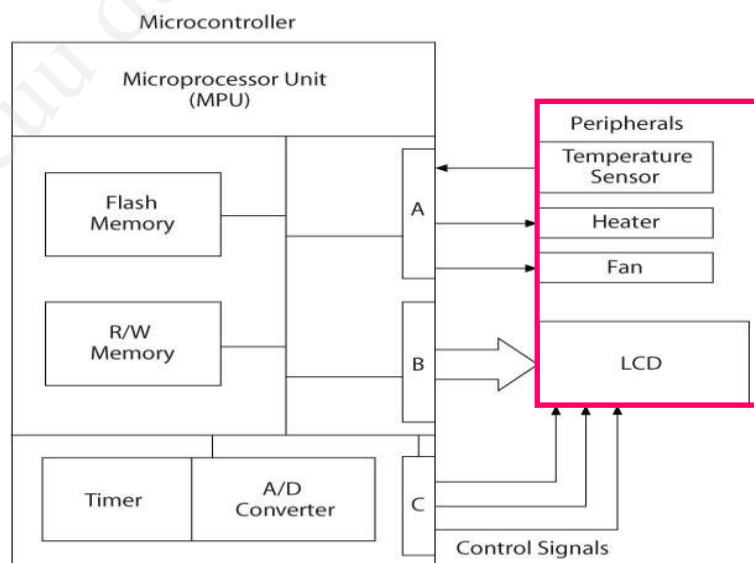 Microcontroller
Microprocessor Unit
(MPU)
Flash
Memory
R/W
Memory
Timer
A/D
Converter
A
B
C
Peripherals
Temperature
Sensor
Heater
Fan
LCD
Control Signals